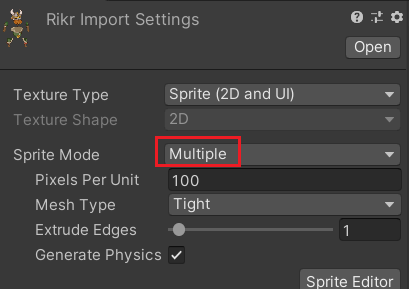 Rikr Import Settings
Open
Texture Type Sprite (2D and UI)
Texture Shape 2D
Sprite Mode Multiple
Pixels Per Unit 100
Mesh Type Tight
Extrude Edges 1
Generate Physics
Sprite Editor